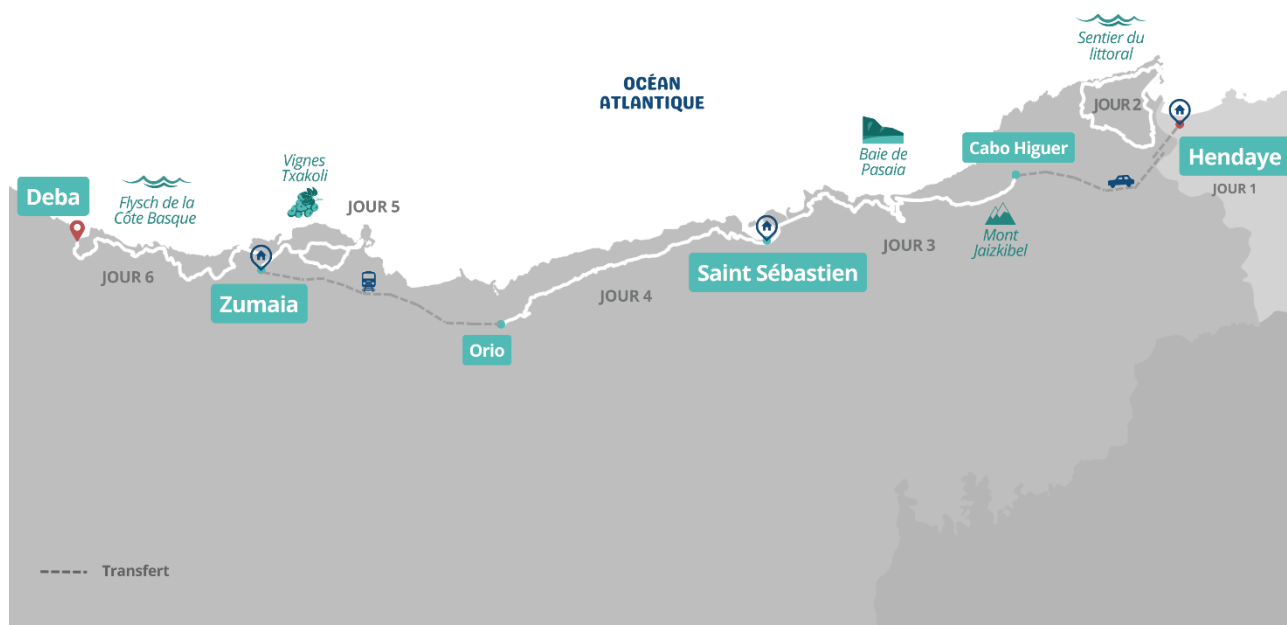 Sentier du
littoral
OCÉAN
ATLANTIQUE
JOUR 2
Baie de
Pasaia
Cabo Higuer
Hendaye
Vignes
Txakoli
Deba
Flysch de la
Côte Basque
JOUR 5
JOUR 1
Mont
Jaizkibel
JOUR 3
Saint Sébastien
JOUR 6
Zumaia
JOUR 4
Orio
Transfert